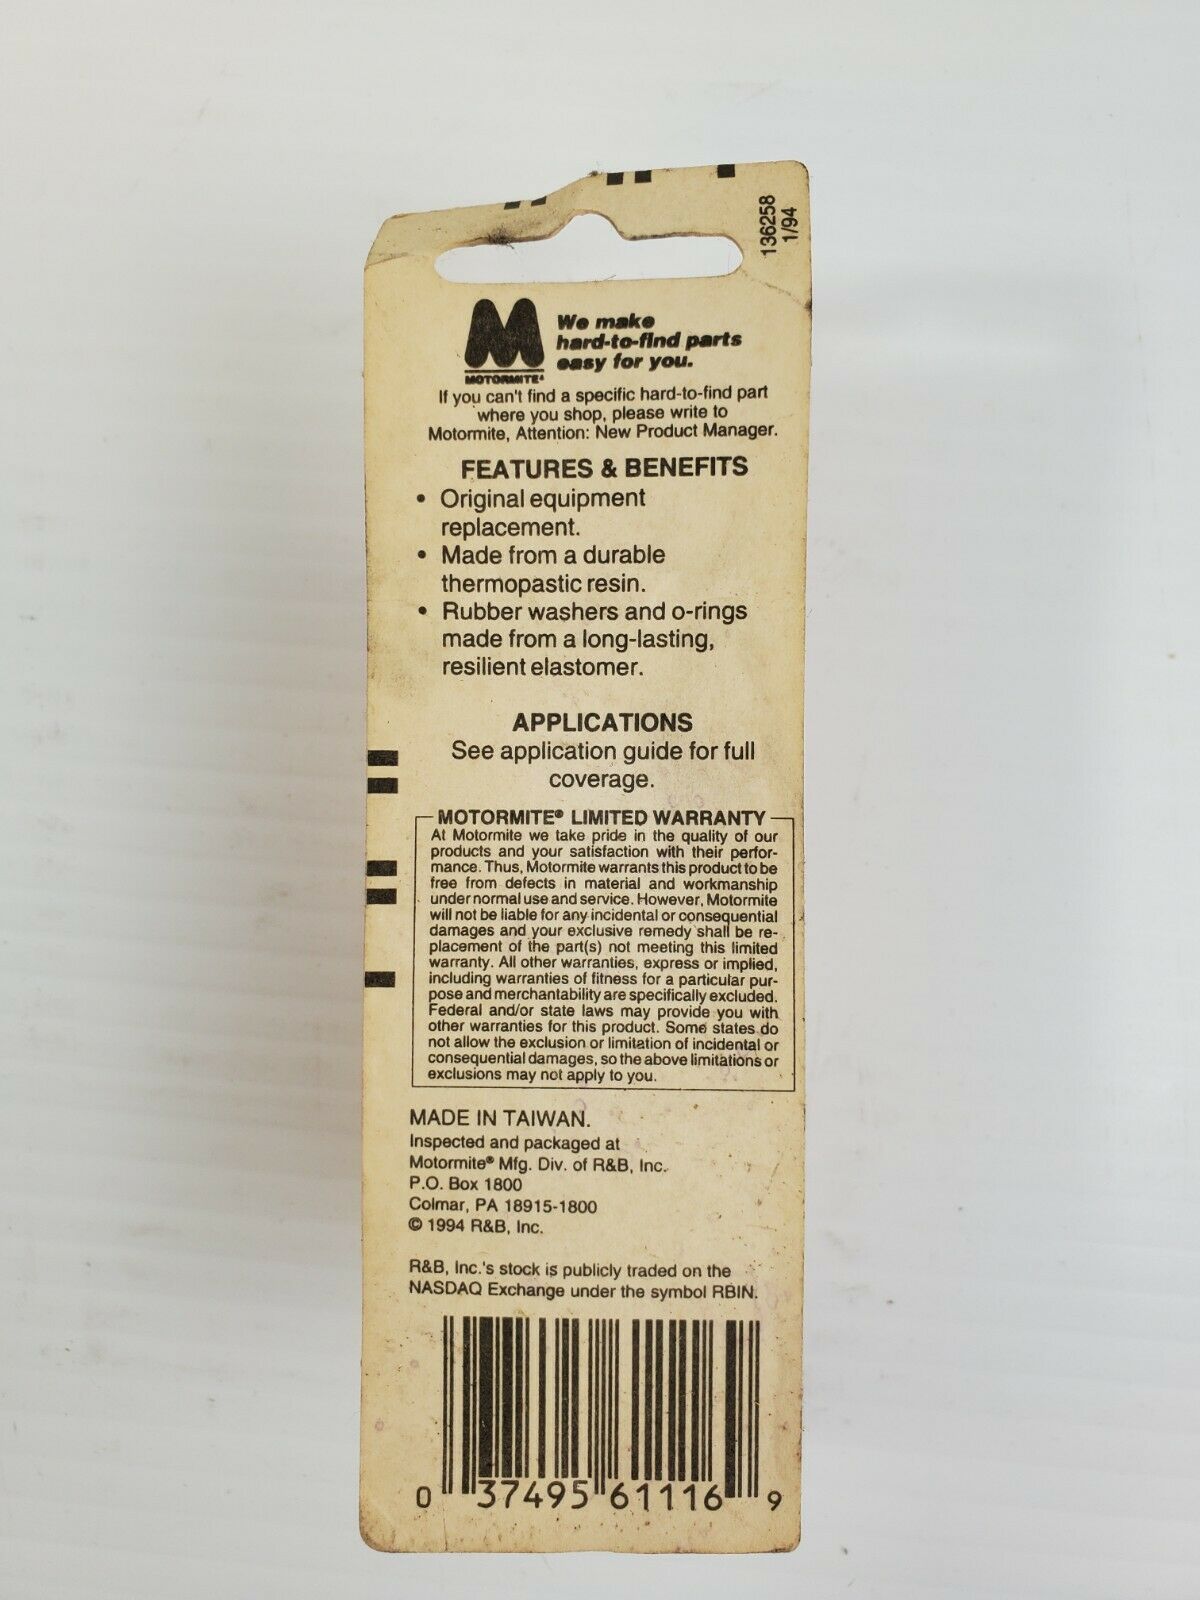 136258
1/94
We make
hard-to-find parts
easy for you.
MOTORMITE®
If you can't find a specific hard-to-find part
where you shop, please write to
Motormite, Attention: New Product Manager.
FEATURES & BENEFITS
• Original equipment
replacement.
• Made from a durable
thermopastic resin.
• Rubber washers and o-rings
made from a long-lasting,
resilient elastomer.
APPLICATIONS
See application guide for full
coverage.
MOTORMITE® LIMITED WARRANTY
At Motormite we take pride in the quality of our
products and your satisfaction with their perfor-
mance. Thus, Motormite warrants this product to be
free from defects in material and workmanship
under normal use and service. However, Motormite
will not be liable for any incidental or consequential
damages and your exclusive remedy shall be re-
placement of the part(s) not meeting this limited
warranty. All other warranties, express or implied,
including warranties of fitness for a particular pur-
pose and merchantability are specifically excluded.
Federal and/or state laws may provide you with
other warranties for this product. Some states do
not allow the exclusion or limitation of incidental or
consequential damages, so the above limitations or
exclusions may not apply to you.
MADE IN TAIWAN.
Inspected and packaged at
Motormite® Mfg. Div. of R&B, Inc.
P.O. Box 1800
Colmar, PA 18915-1800
© 1994 R&B, Inc.
R&B, Inc.'s stock is publicly traded on the
NASDAQ Exchange under the symbol RBIN.
0 37495 61116 9